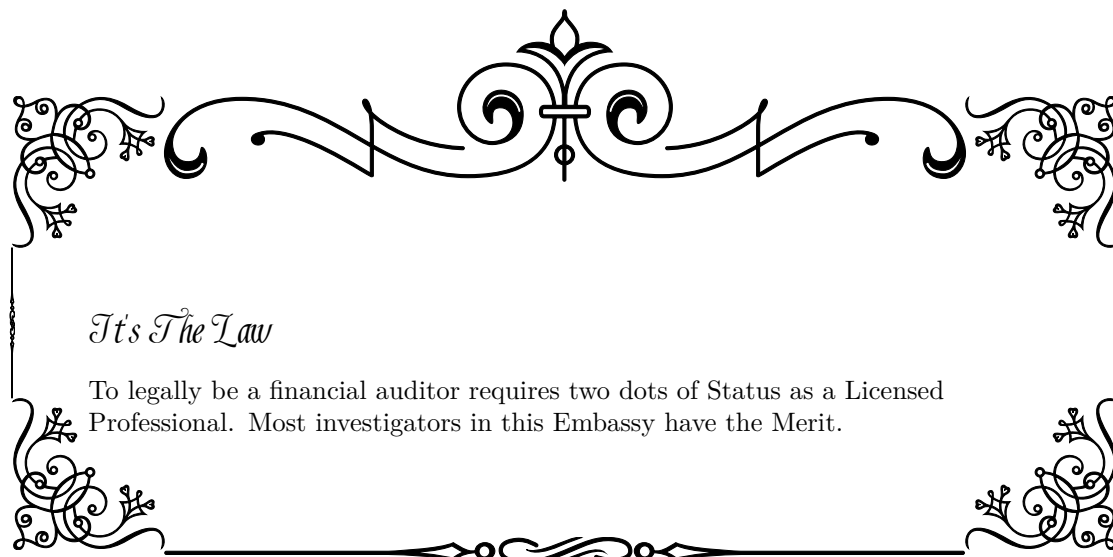 It's The Law
To legally be a financial auditor requires two dots of Status as a Licensed
Professional. Most investigators in this Embassy have the Merit.